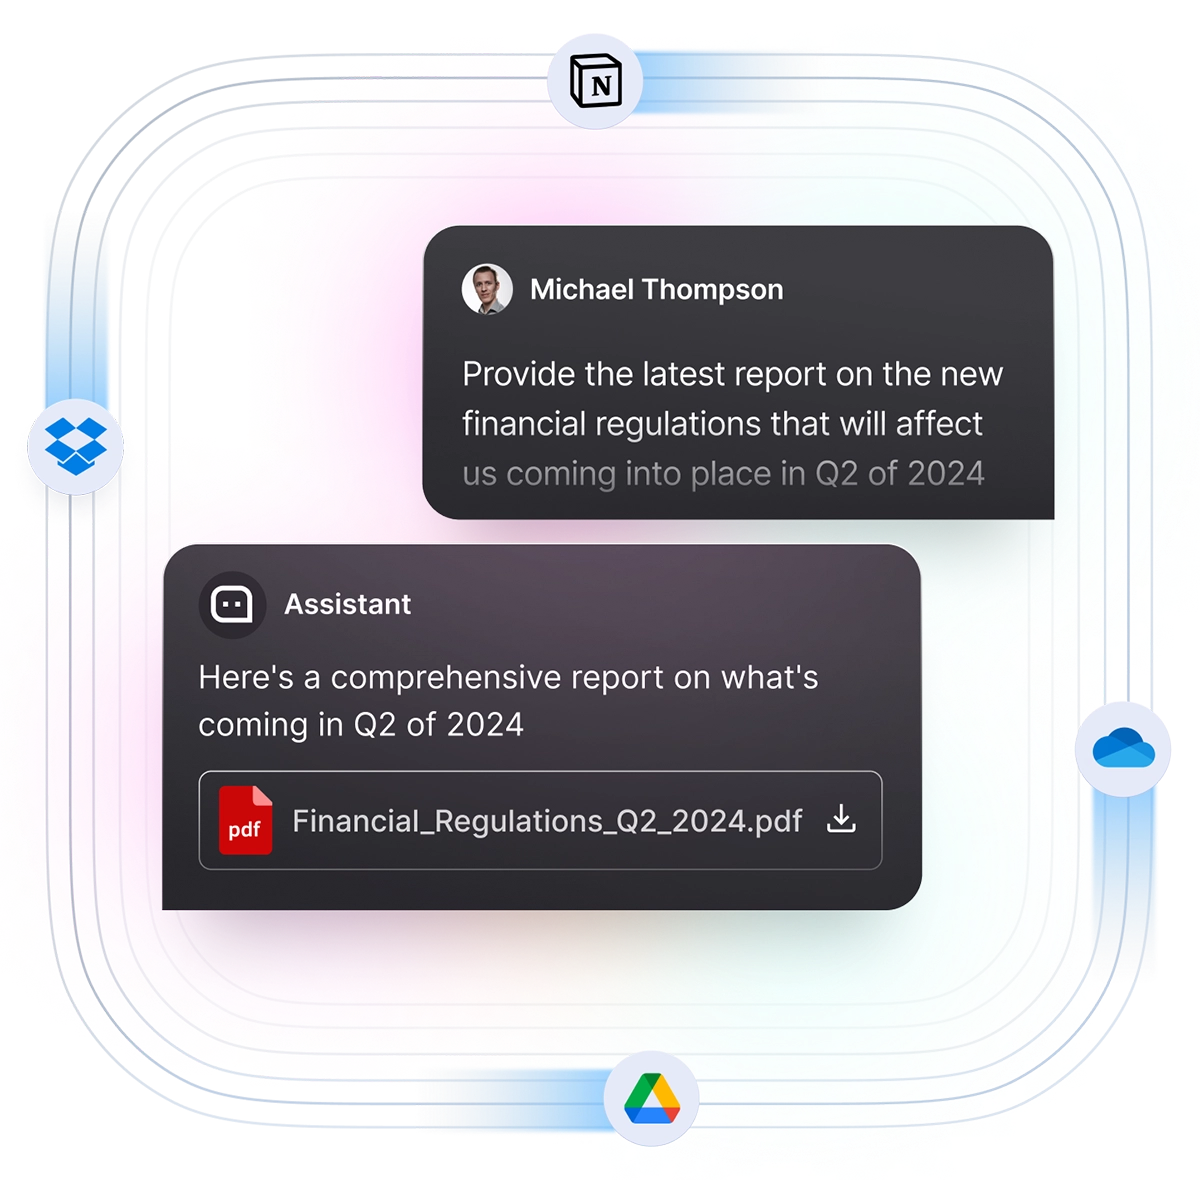 N
Michael Thompson
Provide the latest report on the new
financial regulations that will affect
us coming into place in Q2 of 2024
Assistant
Here's a comprehensive report on what's
coming in Q2 of 2024
pdf
Financial_Regulations_Q2_2024.pdf